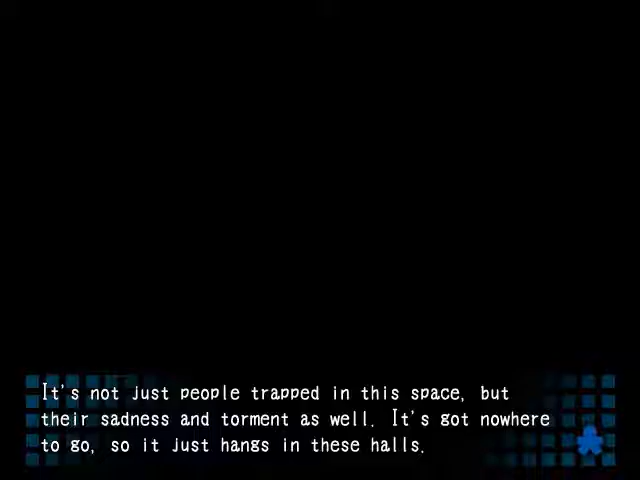 It's not just people trapped in this space, but
their sadness and torment as well. It's got nowhere
to go, so it just hangs in these halls.